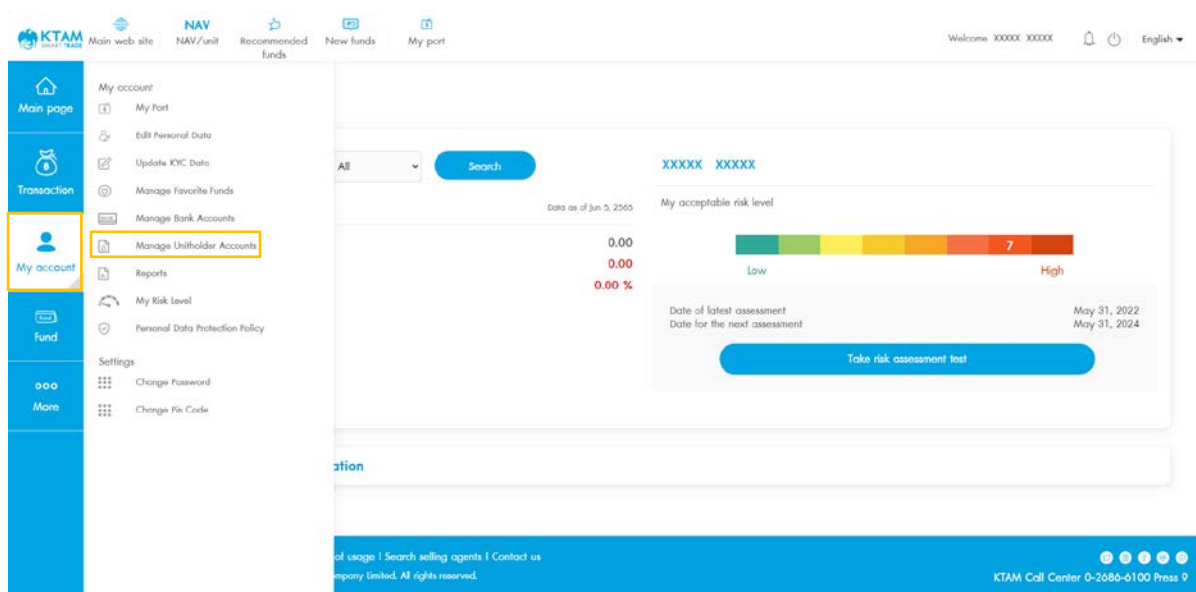 KTAM
SMART TRADE
Main web site
NAV
NAV/unit
Recommended
funds
New funds
My port
Welcome XXXXX XXXXX
English
Main page
Transaction
My account
Fund
More
My account
My Port
Edit Personal Data
Update KYC Data
Manage Favorite Funds
Manage Bank Accounts
Manage Unitholder Accounts
Reports
My Risk Level
Personal Data Protection Policy
Settings
Change Password
Change Pin Code
All
Search
Data as of Jun 5, 2565
0.00
0.00
0.00 %
XXXXX XXXXX
My acceptable risk level
7
Low
High
Date of latest assessment May 31, 2022
Date for the next assessment May 31, 2024
Take risk assessment test
ation
of usage | Search selling agents | Contact us
mpany Limited. All rights reserved.
KTAM Call Center 0-2686-6100 Press 9